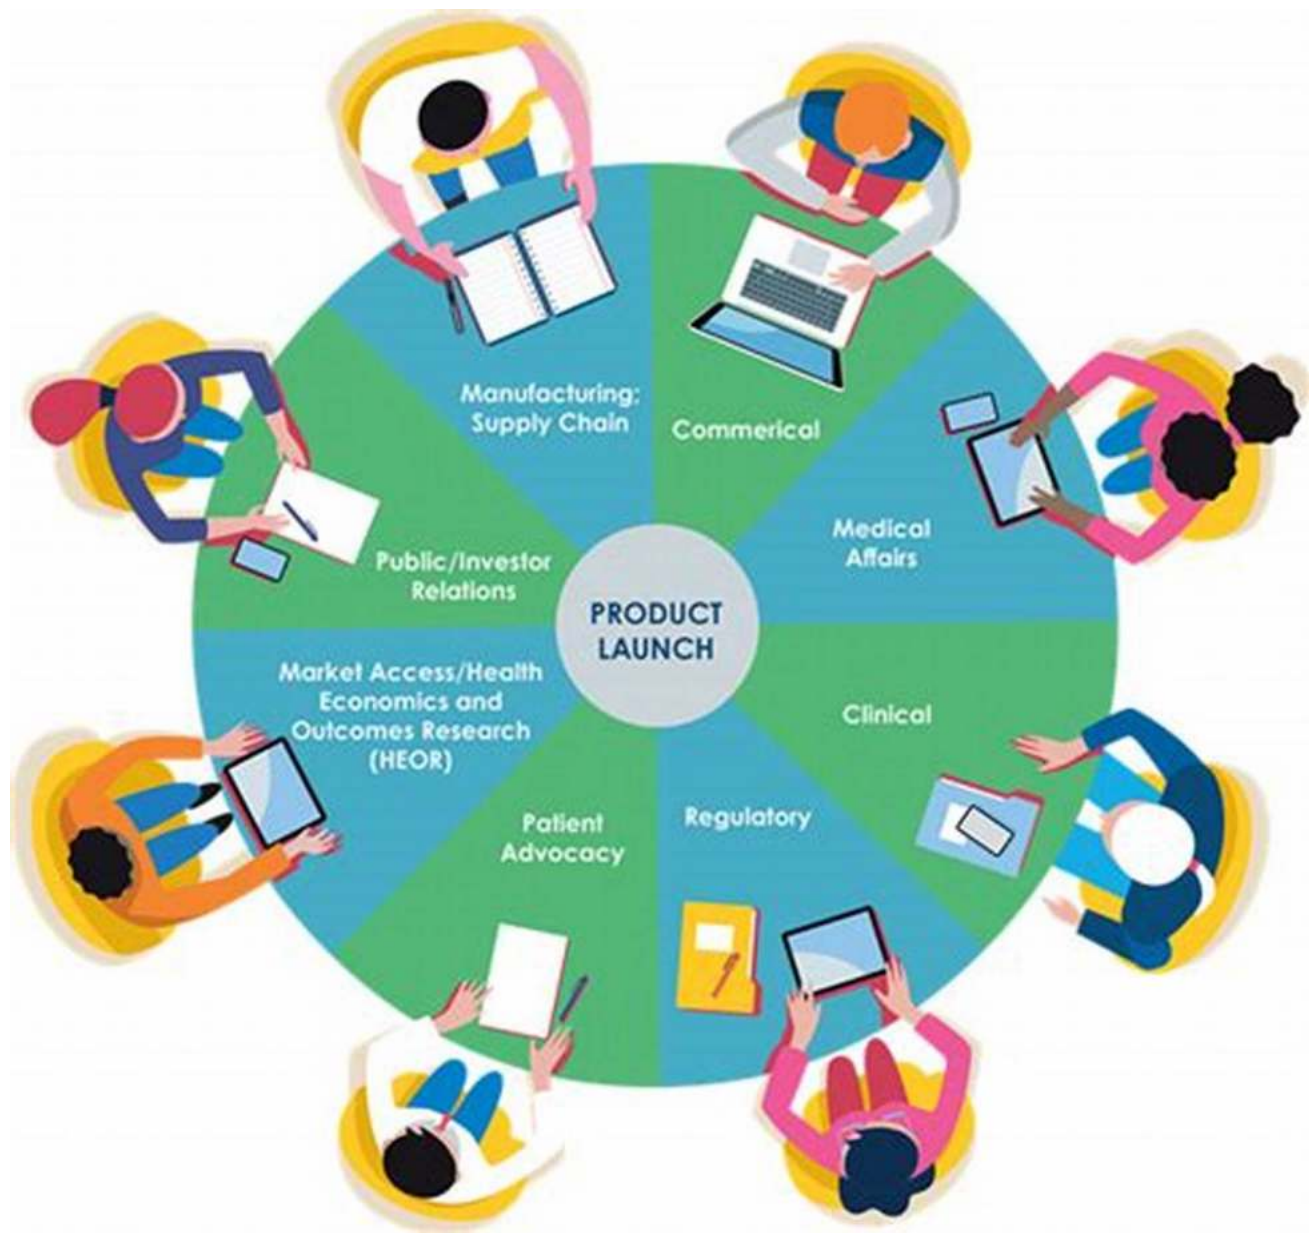 Manufacturing:
Supply Chain
Commerical
Medical
Affairs
Public/Investor
Relations
PRODUCT
LAUNCH
Market Access/Health
Economics and
Outcomes Research
(HEOR)
Clinical
Patient
Advocacy
Regulatory